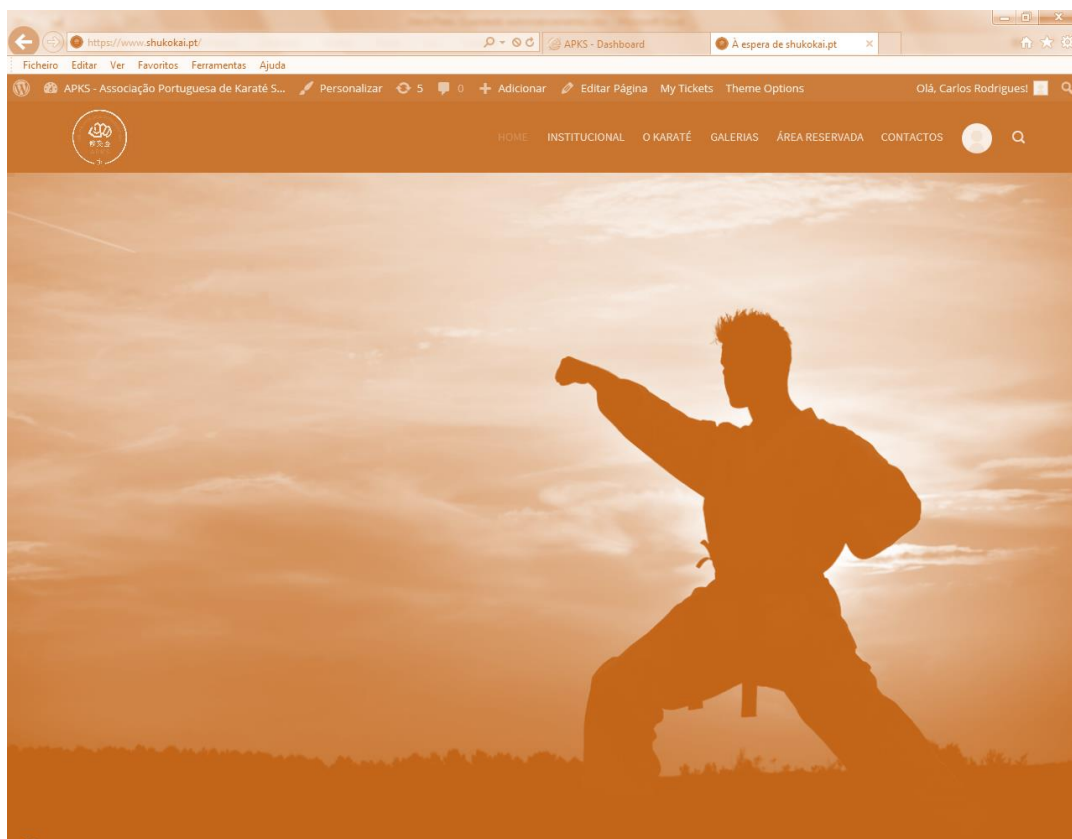 https://www.shukokai.pt/ APKS - Dashboard À espera de shukokai.pt
Ficheiro Editar Ver Favoritos Ferramentas Ajuda
APKS - Associação Portuguesa de Karaté S... Personalizar 5 0 Adicionar Editar Página My Tickets Theme Options Olá, Carlos Rodrigues!
HOME INSTITUCIONAL O KARATÉ GALERIAS ÁREA RESERVADA CONTACTOS